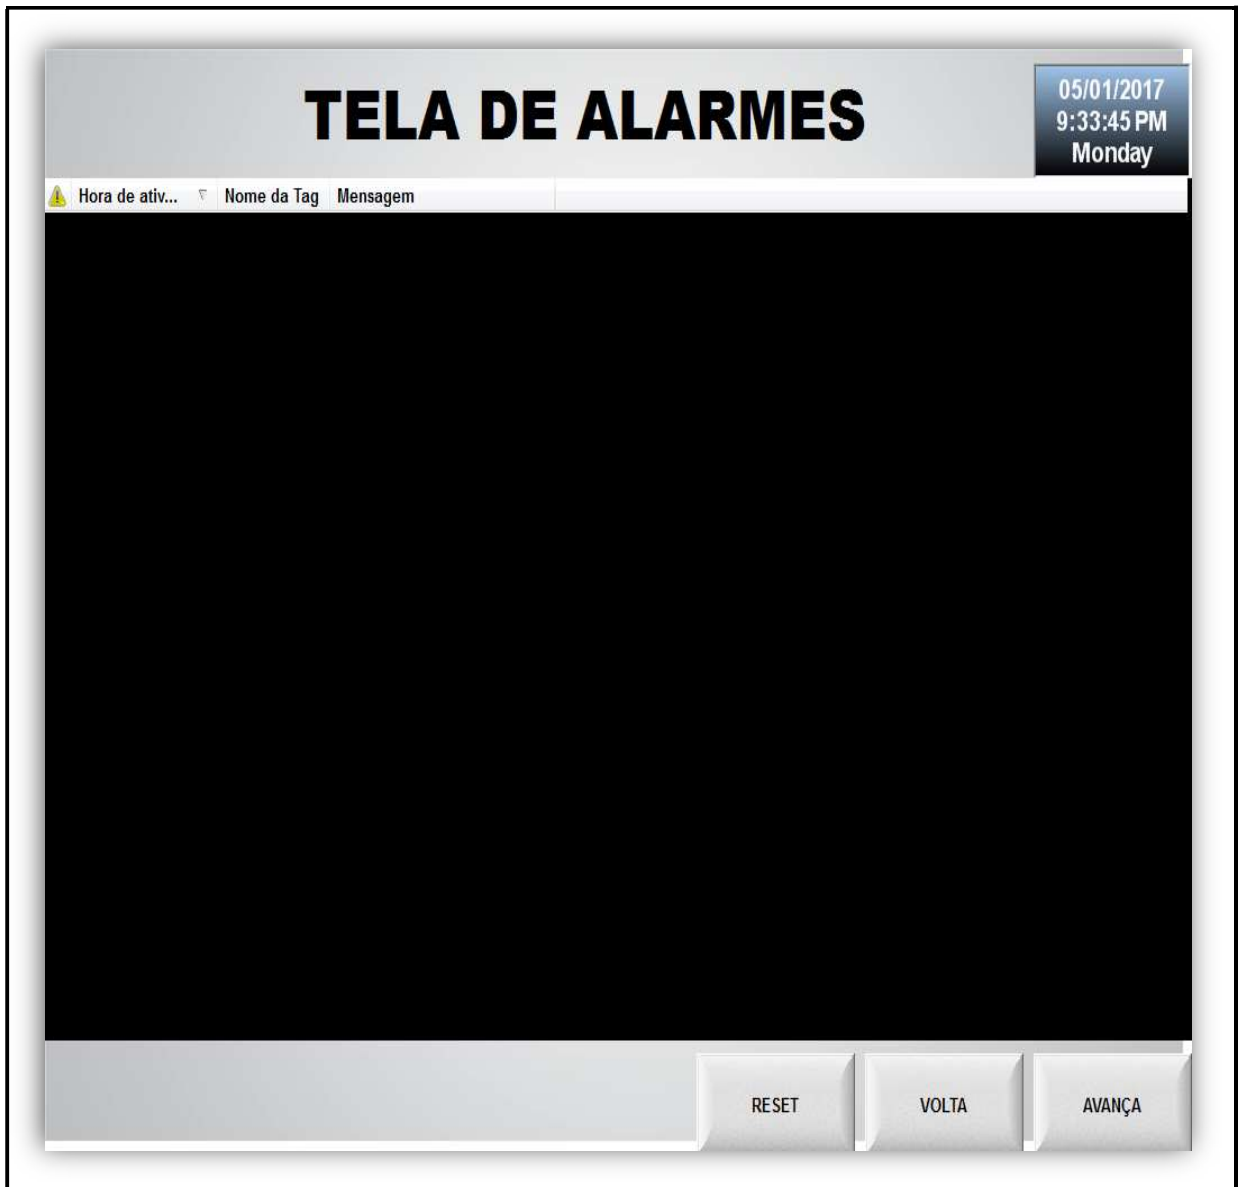 TELA DE ALARMES
05/01/2017
9:33:45 PM
Monday
Hora de ativ... Nome da Tag Mensagem
RESET VOLTA AVANÇA